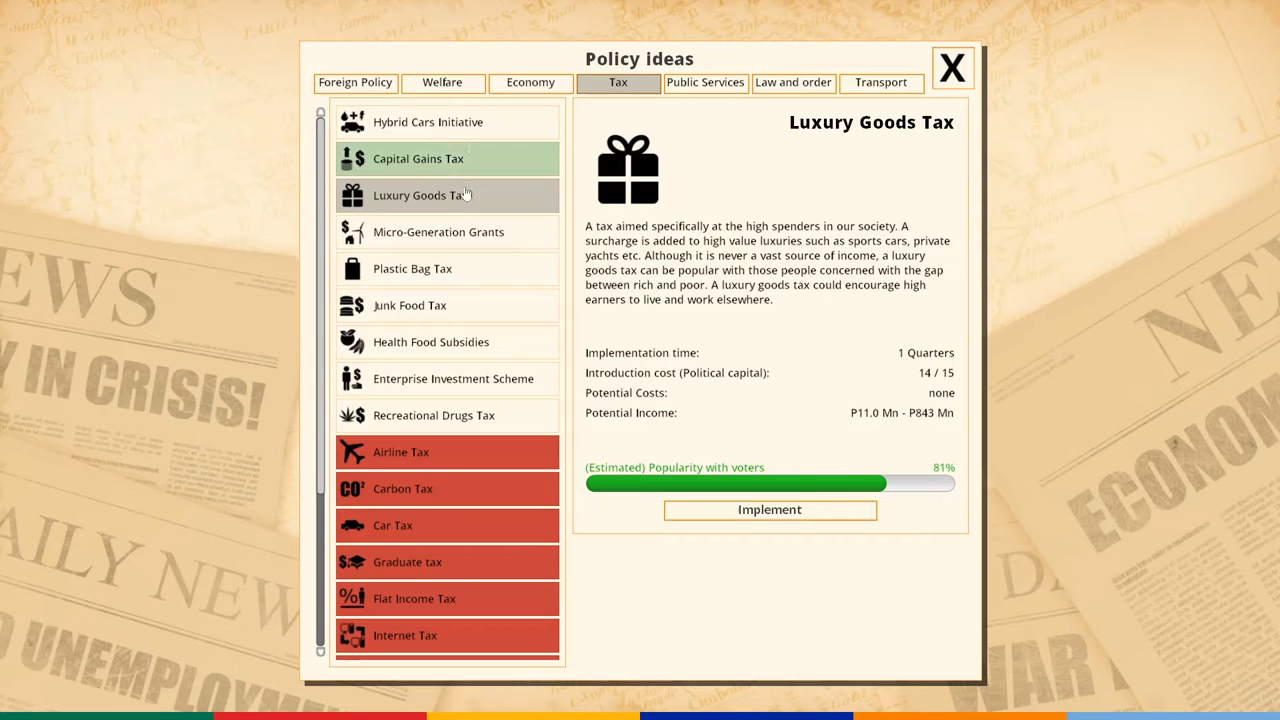 Policy ideas
X
Foreign Policy
Welfare
Economy
Tax
Public Services
Law and order
Transport
Hybrid Cars Initiative
Capital Gains Tax
Luxury Goods Tax
Micro-Generation Grants
Plastic Bag Tax
Junk Food Tax
Health Food Subsidies
Enterprise Investment Scheme
Recreational Drugs Tax
Airline Tax
CO² Carbon Tax
Car Tax
Graduate tax
Flat Income Tax
Internet Tax
Luxury Goods Tax
A tax aimed specifically at the high spenders in our society. A
surcharge is added to high value luxuries such as sports cars, private
yachts etc. Although it is never a vast source of income, a luxury
goods tax can be popular with those people concerned with the gap
between rich and poor. A luxury goods tax could encourage high
earners to live and work elsewhere.
Implementation time: 1 Quarters
Introduction cost (Political capital): 14 / 15
Potential Costs: none
Potential Income: P11.0 Mn - P843 Mn
(Estimated) Popularity with voters 81%
Implement
EWS
Y IN CRISIS!
AILY NEW
UNEMPLOYM
NE
ECONOM
DA
WAR